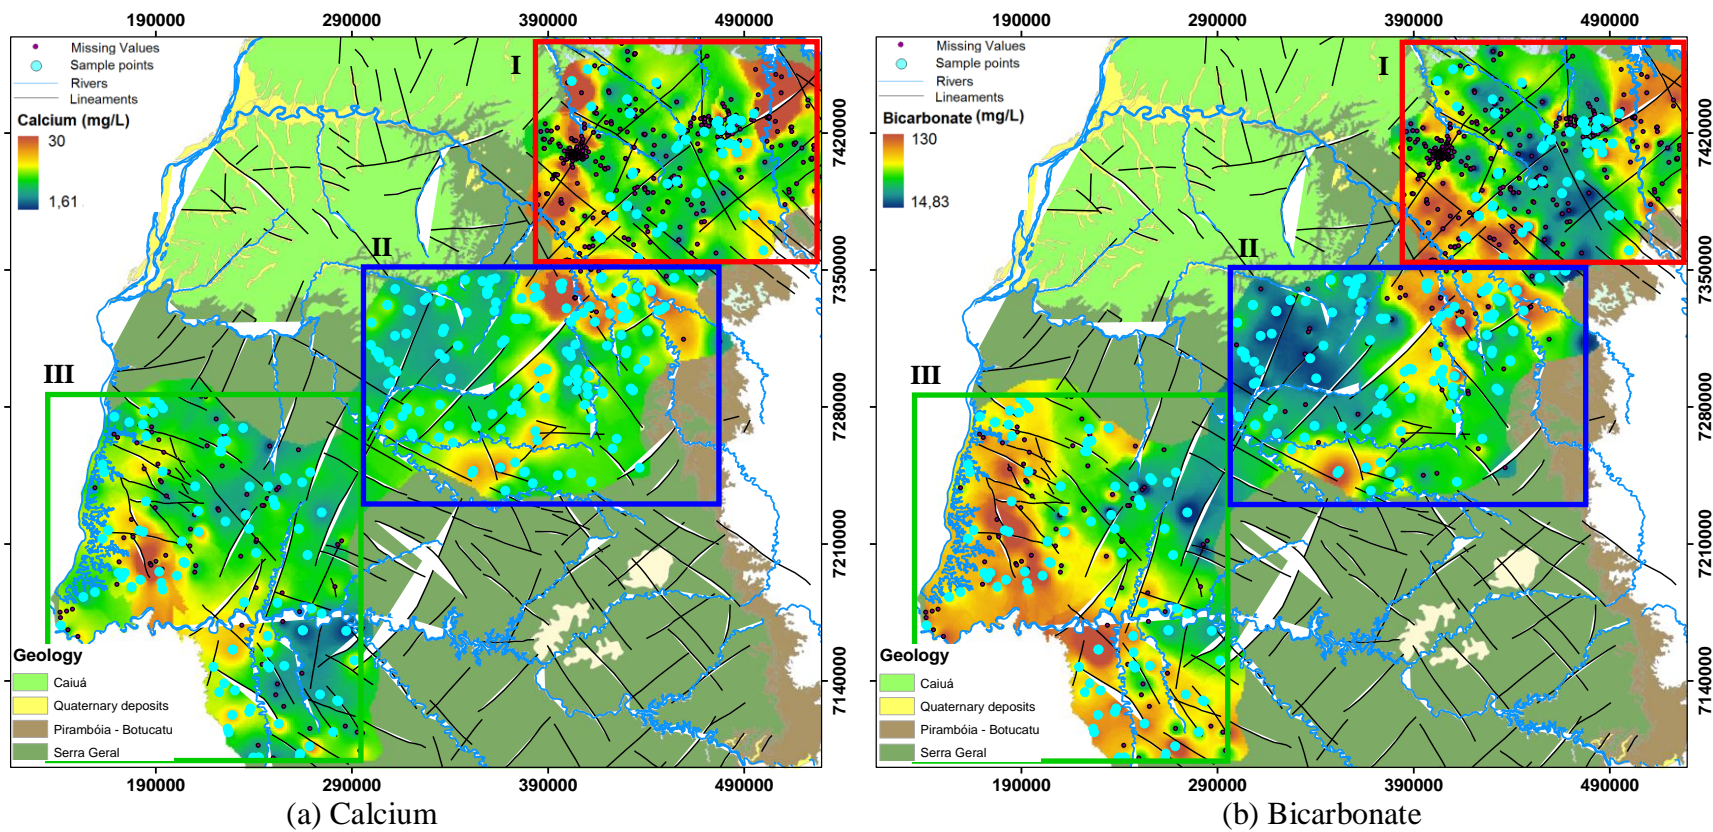 190000 290000 390000 490000
Missing Values
Sample points
Rivers
Lineaments
Calcium (mg/L)
30
1,61
I
II
III
7420000
7350000
7280000
7210000
7140000
Geology
Caiuá
Quaternary deposits
Pirambóia - Botucatu
Serra Geral
190000 290000 390000 490000
(a) Calcium
190000 290000 390000 490000
Missing Values
Sample points
Rivers
Lineaments
Bicarbonate (mg/L)
130
14,83
I
II
III
7420000
7350000
7280000
7210000
7140000
Geology
Caiuá
Quaternary deposits
Pirambóia - Botucatu
Serra Geral
190000 290000 390000 490000
(b) Bicarbonate